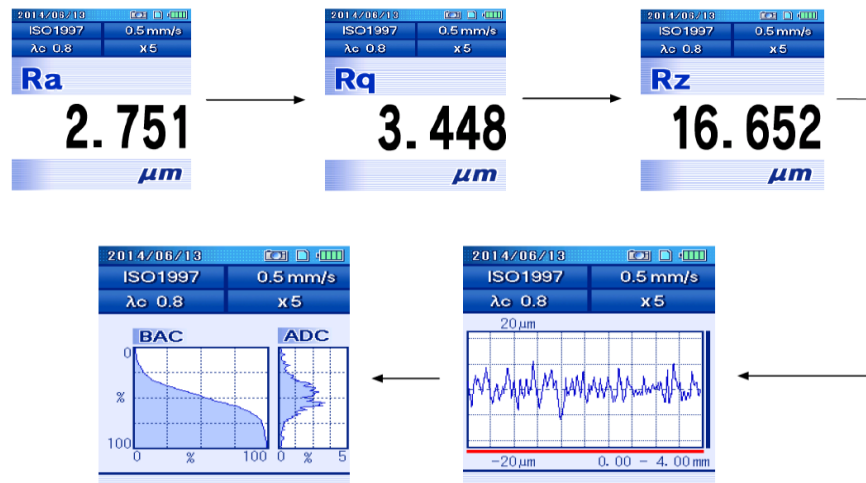 2014/06/13
ISO1997 0.5 mm/s
λc 0.8 x5
Ra
2.751
μm
2014/06/13
ISO1997 0.5 mm/s
λc 0.8 x5
Rq
3.448
μm
2014/06/13
ISO1997 0.5 mm/s
λc 0.8 x5
Rz
16.652
μm
2014/06/13
ISO1997 0.5 mm/s
λc 0.8 x5
BAC ADC
0
%
100
0 % 100 0 % 5
2014/06/13
ISO1997 0.5 mm/s
λc 0.8 x5
20μm
-20μm 0.00 - 4.00mm